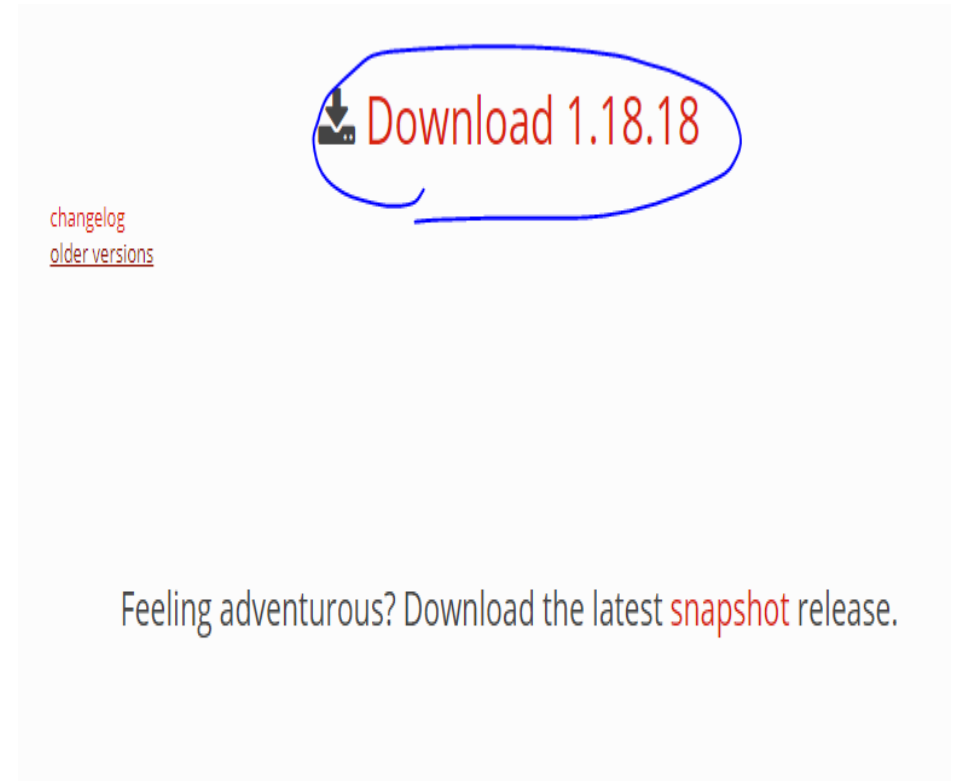 Download 1.18.18
changelog
older versions
Feeling adventurous? Download the latest snapshot release.